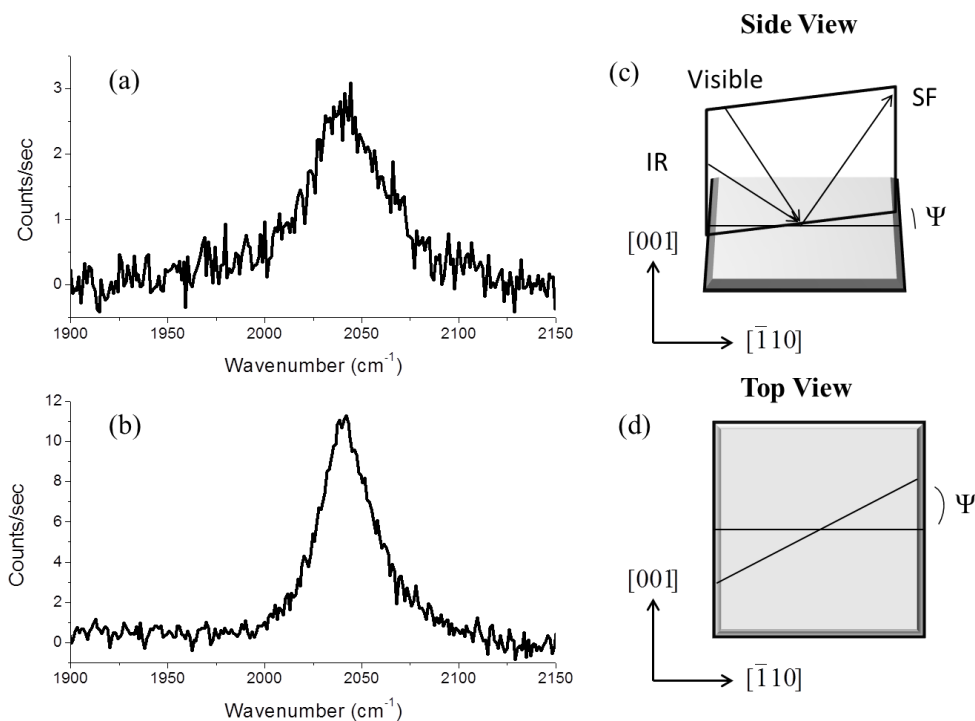 (a)
3
2
1
0
Counts/sec
1900 1950 2000 2050 2100 2150
Wavenumber (cm⁻¹)
(b)
12
10
8
6
4
2
0
Counts/sec
1900 1950 2000 2050 2100 2150
Wavenumber (cm⁻¹)
Side View
(c)
Visible
SF
IR
Ψ
[001]
[1̄10]
Top View
(d)
Ψ
[001]
[1̄10]